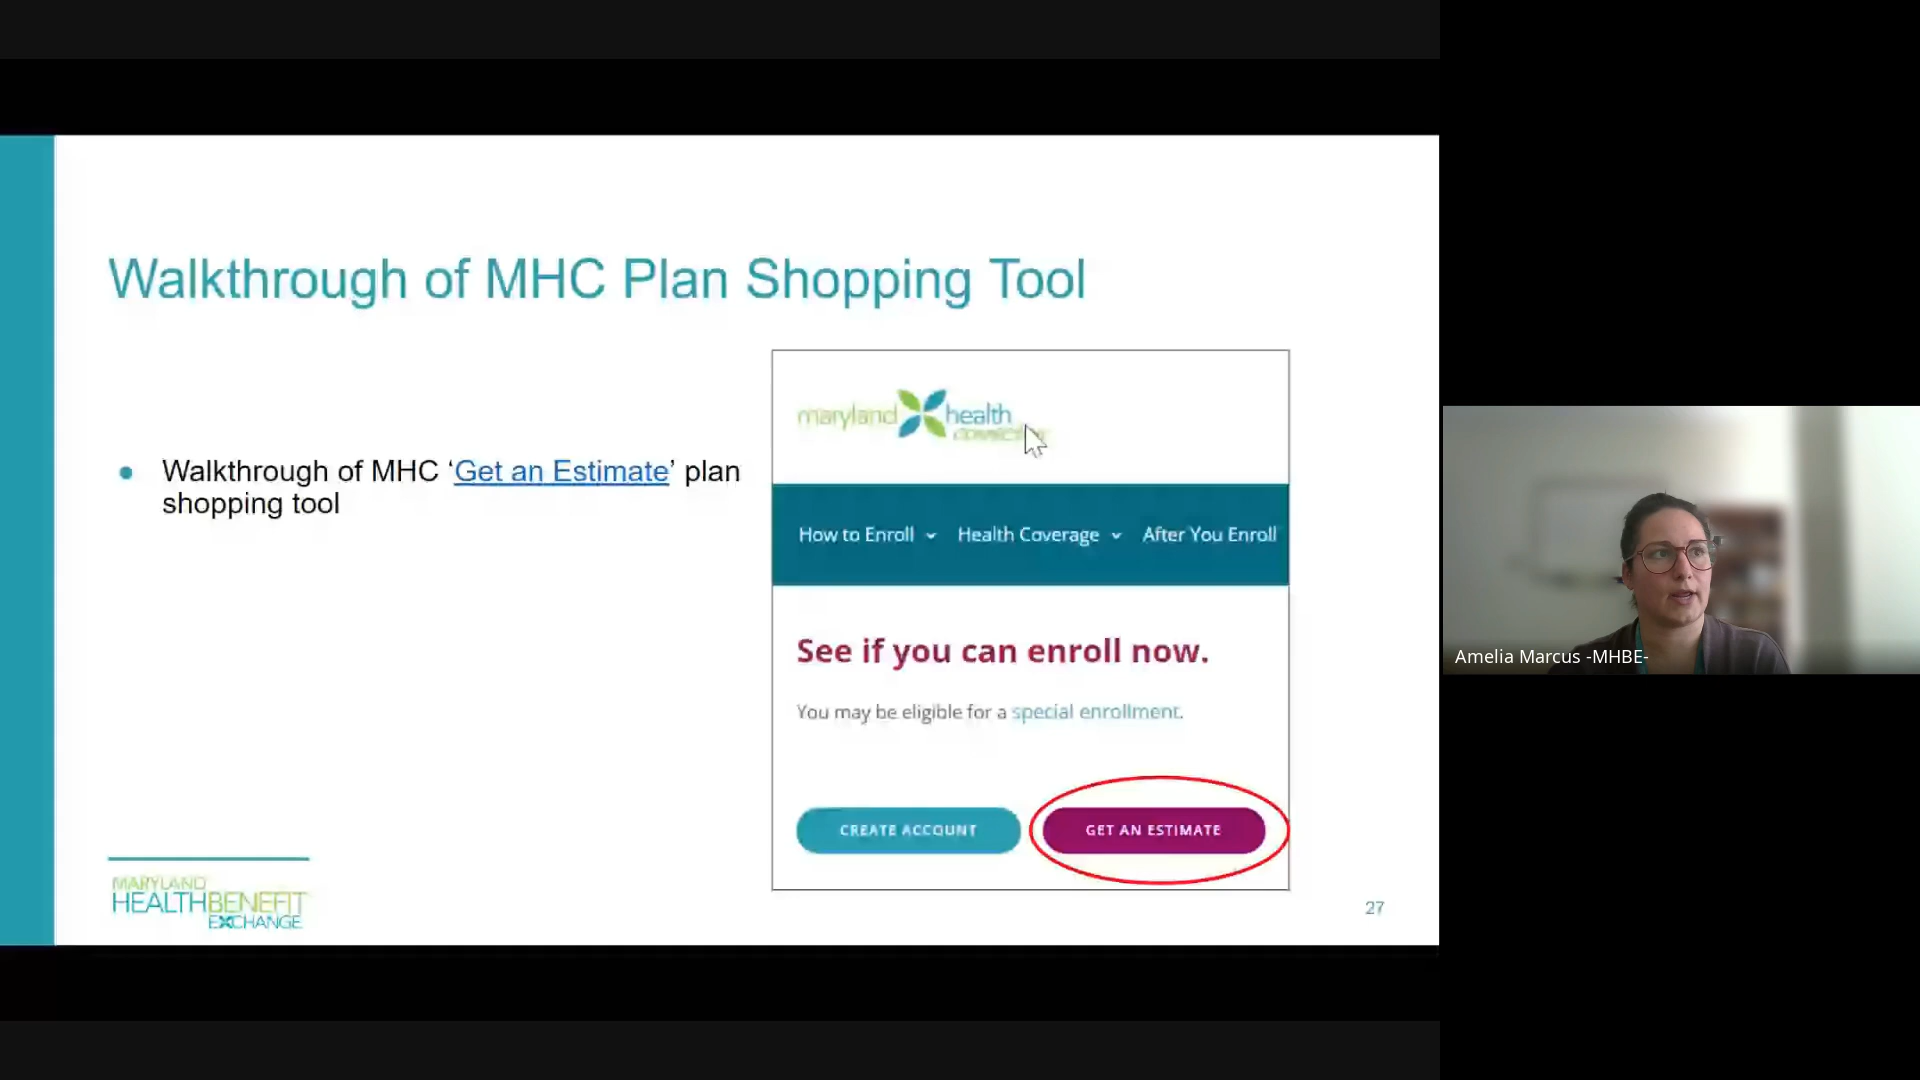 Walkthrough of MHC Plan Shopping Tool
● Walkthrough of MHC ‘Get an Estimate’ plan
shopping tool
maryland health
connection
How to Enroll Health Coverage After You Enroll
See if you can enroll now.
You may be eligible for a special enrollment.
CREATE ACCOUNT GET AN ESTIMATE
MARYLAND
HEALTHBENEFIT
EXCHANGE
27
Amelia Marcus -MHBE-